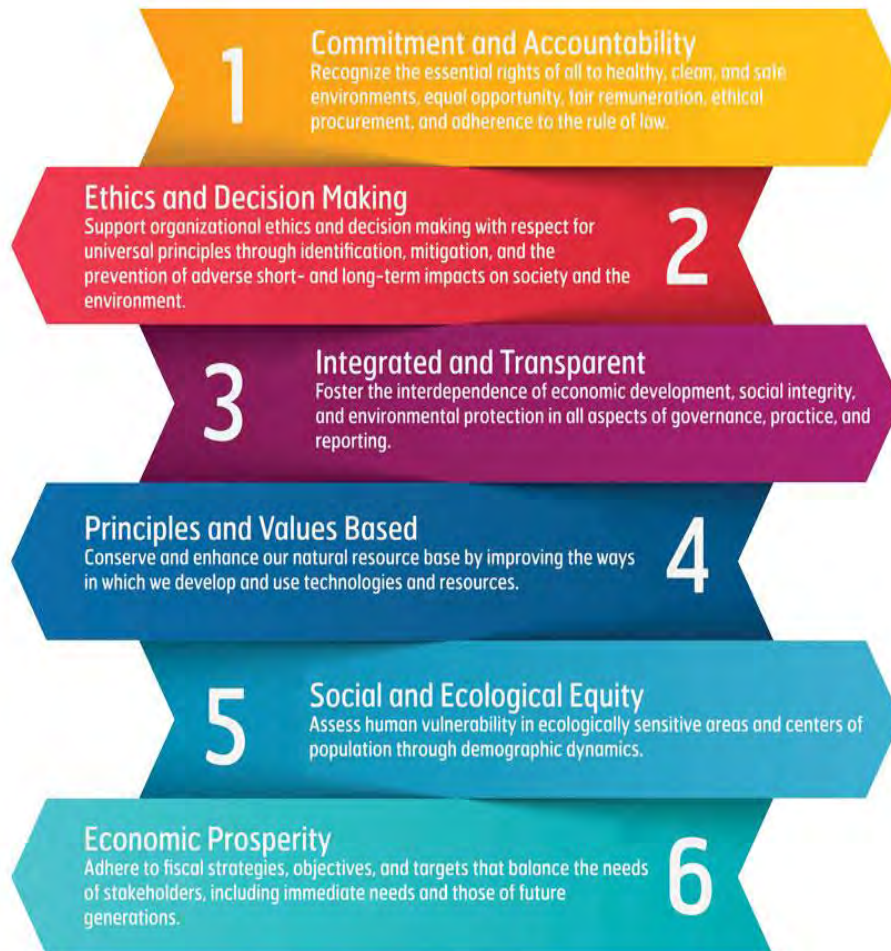 1
Commitment and Accountability
Recognize the essential rights of all to healthy, clean, and safe
environments, equal opportunity, fair remuneration, ethical
procurement, and adherence to the rule of law.
Ethics and Decision Making
Support organizational ethics and decision making with respect for
universal principles through identification, mitigation, and the
prevention of adverse short- and long-term impacts on society and the
environment.
2
3
Integrated and Transparent
Foster the interdependence of economic development, social integrity,
and environmental protection in all aspects of governance, practice, and
reporting.
Principles and Values Based
Conserve and enhance our natural resource base by improving the ways
in which we develop and use technologies and resources.
4
5
Social and Ecological Equity
Assess human vulnerability in ecologically sensitive areas and centers of
population through demographic dynamics.
Economic Prosperity
Adhere to fiscal strategies, objectives, and targets that balance the needs
of stakeholders, including immediate needs and those of future
generations.
6